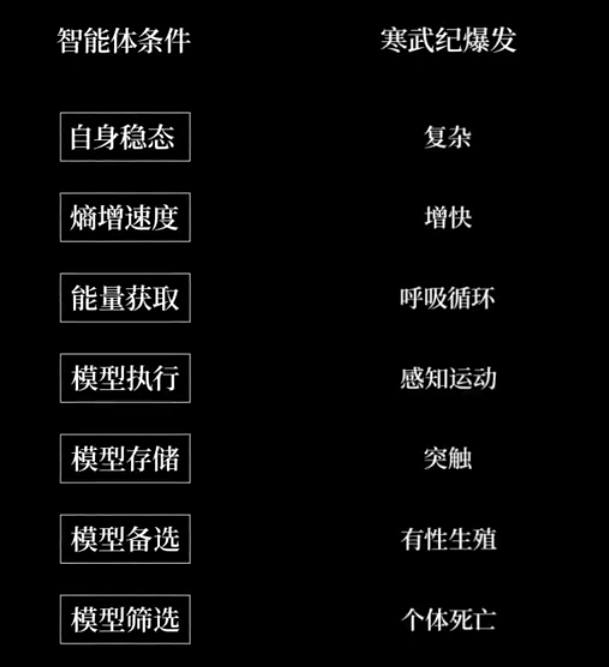 智能体条件 寒武纪爆发
自身稳态 复杂
熵增速度 增快
能量获取 呼吸循环
模型执行 感知运动
模型存储 突触
模型备选 有性生殖
模型筛选 个体死亡